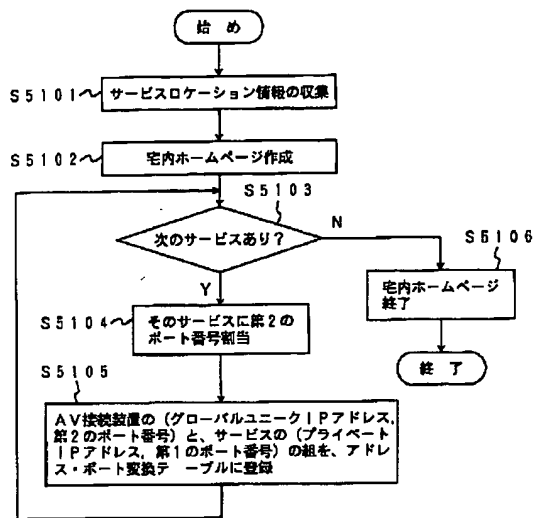 始 め
S5101
サービスロケーション情報の収集
S5102
宅内ホームページ作成
S5103
次のサービスあり？
N
S5106
宅内ホームページ
終了
終 了
Y
S5104
そのサービスに第２の
ポート番号割当
S5105
ＡＶ接続装置の（グローバルユニークＩＰアドレス，
第２のポート番号）と、サービスの（プライベート
ＩＰアドレス，第１のポート番号）の組を、アドレ
ス・ポート変換テーブルに登録